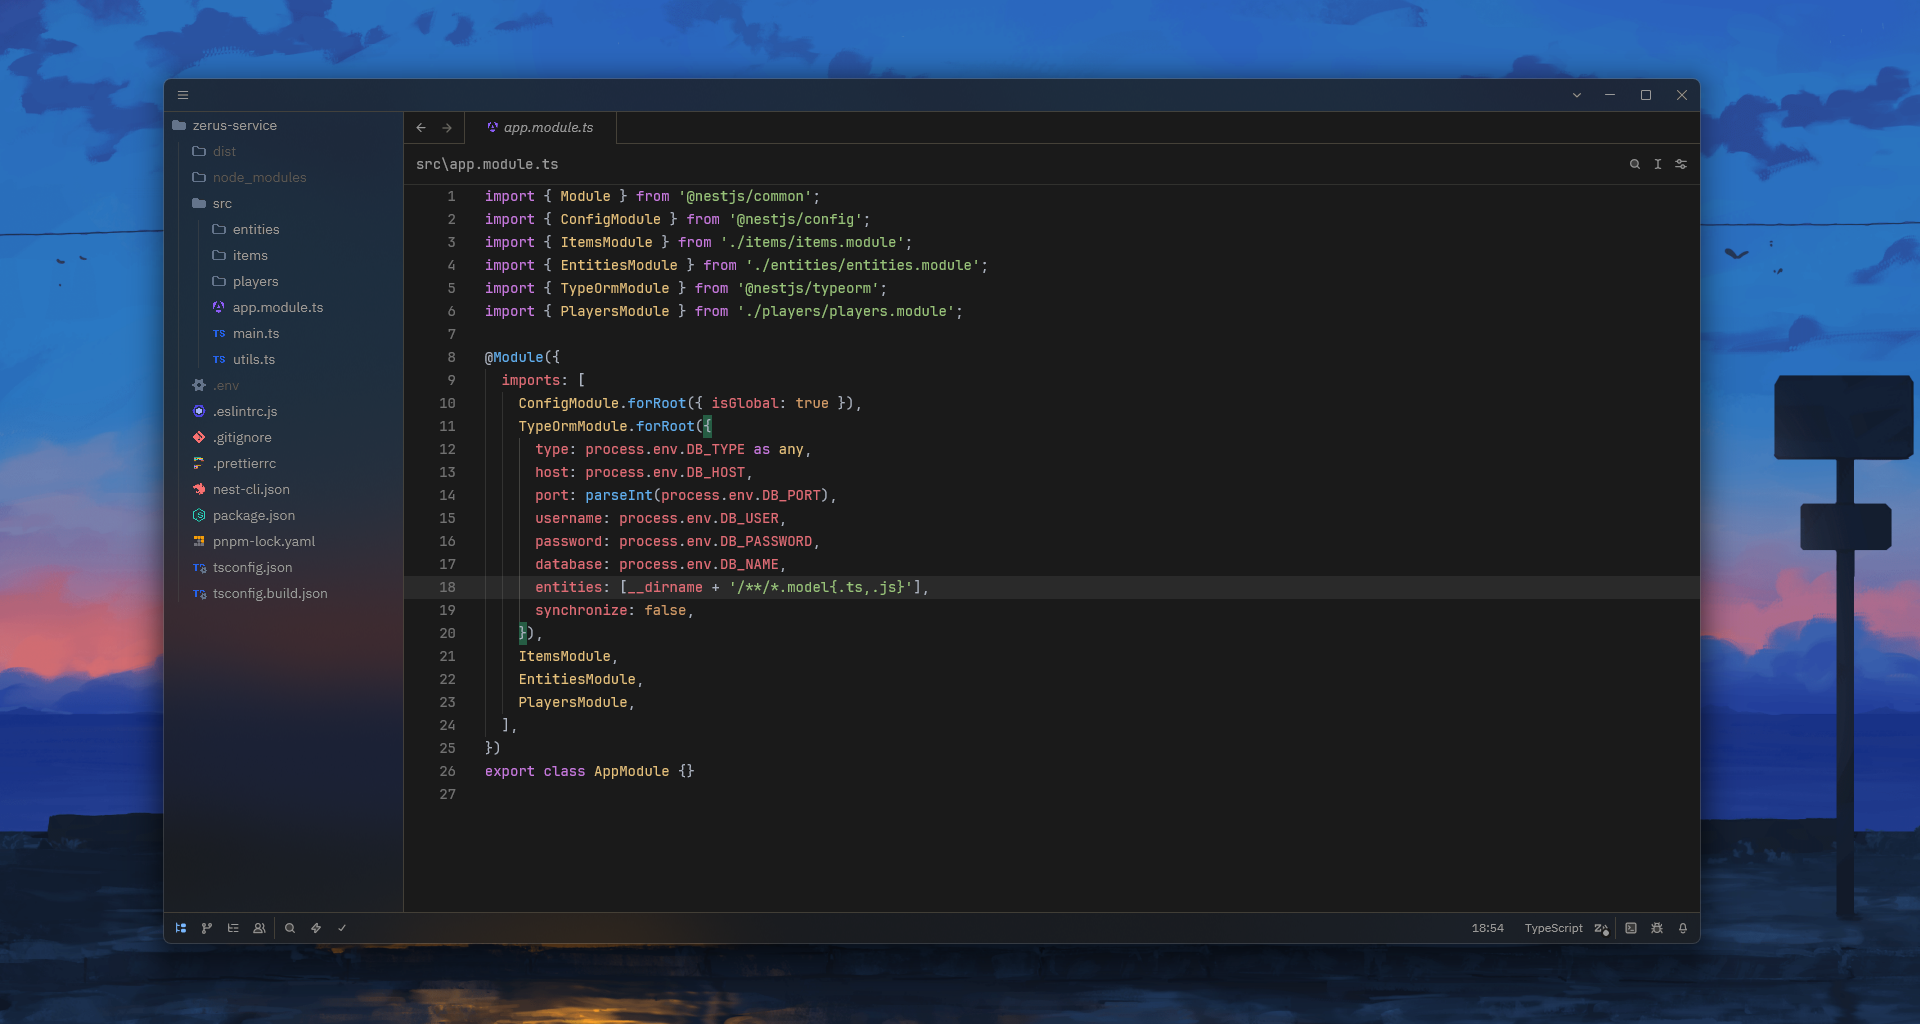 zerus-service
dist
node_modules
src
entities
items
players
app.module.ts
TS main.ts
TS utils.ts
.env
.eslintrc.js
.gitignore
.prettierrc
nest-cli.json
package.json
pnpm-lock.yaml
tsconfig.json
tsconfig.build.json
app.module.ts
src\app.module.ts
1 import { Module } from '@nestjs/common';
2 import { ConfigModule } from '@nestjs/config';
3 import { ItemsModule } from './items/items.module';
4 import { EntitiesModule } from './entities/entities.module';
5 import { TypeOrmModule } from '@nestjs/typeorm';
6 import { PlayersModule } from './players/players.module';
7
8 @Module({
9   imports: [
10     ConfigModule.forRoot({ isGlobal: true }),
11     TypeOrmModule.forRoot({
12       type: process.env.DB_TYPE as any,
13       host: process.env.DB_HOST,
14       port: parseInt(process.env.DB_PORT),
15       username: process.env.DB_USER,
16       password: process.env.DB_PASSWORD,
17       database: process.env.DB_NAME,
18       entities: [__dirname + '/**/*.model{.ts,.js}'],
19       synchronize: false,
20     }),
21     ItemsModule,
22     EntitiesModule,
23     PlayersModule,
24   ],
25 })
26 export class AppModule {}
27
18:54 TypeScript